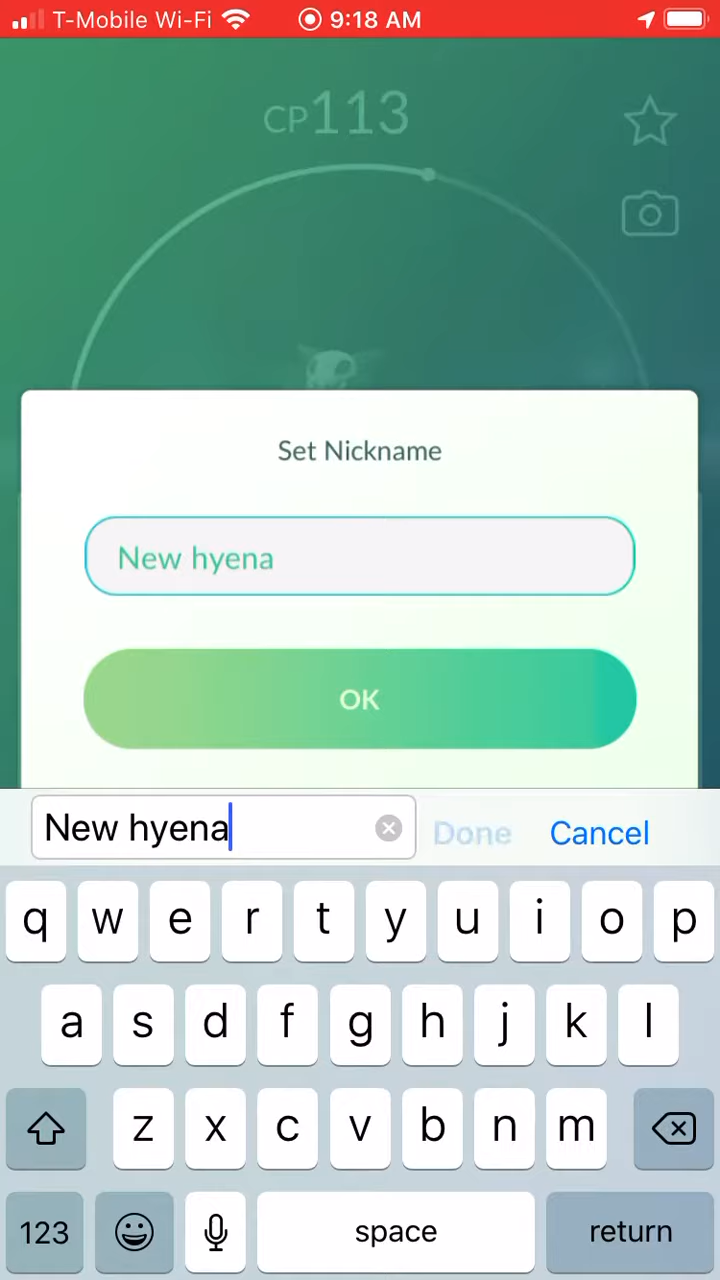 T-Mobile Wi-Fi 9:18 AM
CP113
Set Nickname
New hyena
OK
New hyena Done Cancel
q w e r t y u i o p
a s d f g h j k l
z x c v b n m
123 space return